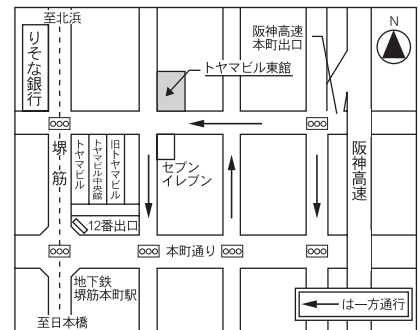 至北浜
りそな銀行
阪神高速
本町出口
N
トヤマビル東館
堺筋
トヤマビル
トヤマビル中央館
旧トヤマビル
セブン
イレブン
阪神高速
12番出口
本町通り
地下鉄
堺筋本町駅
至日本橋
は一方通行